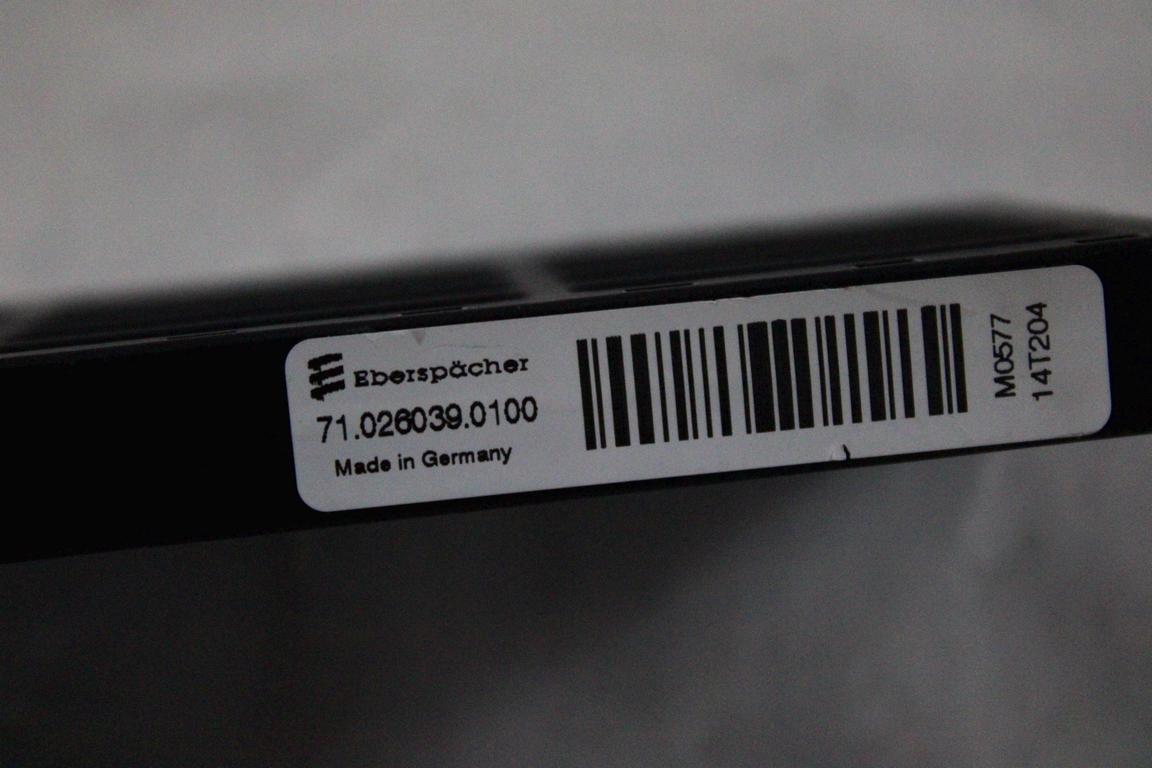 Eberspächer
71.026039.0100
Made in Germany
M0577
14T204